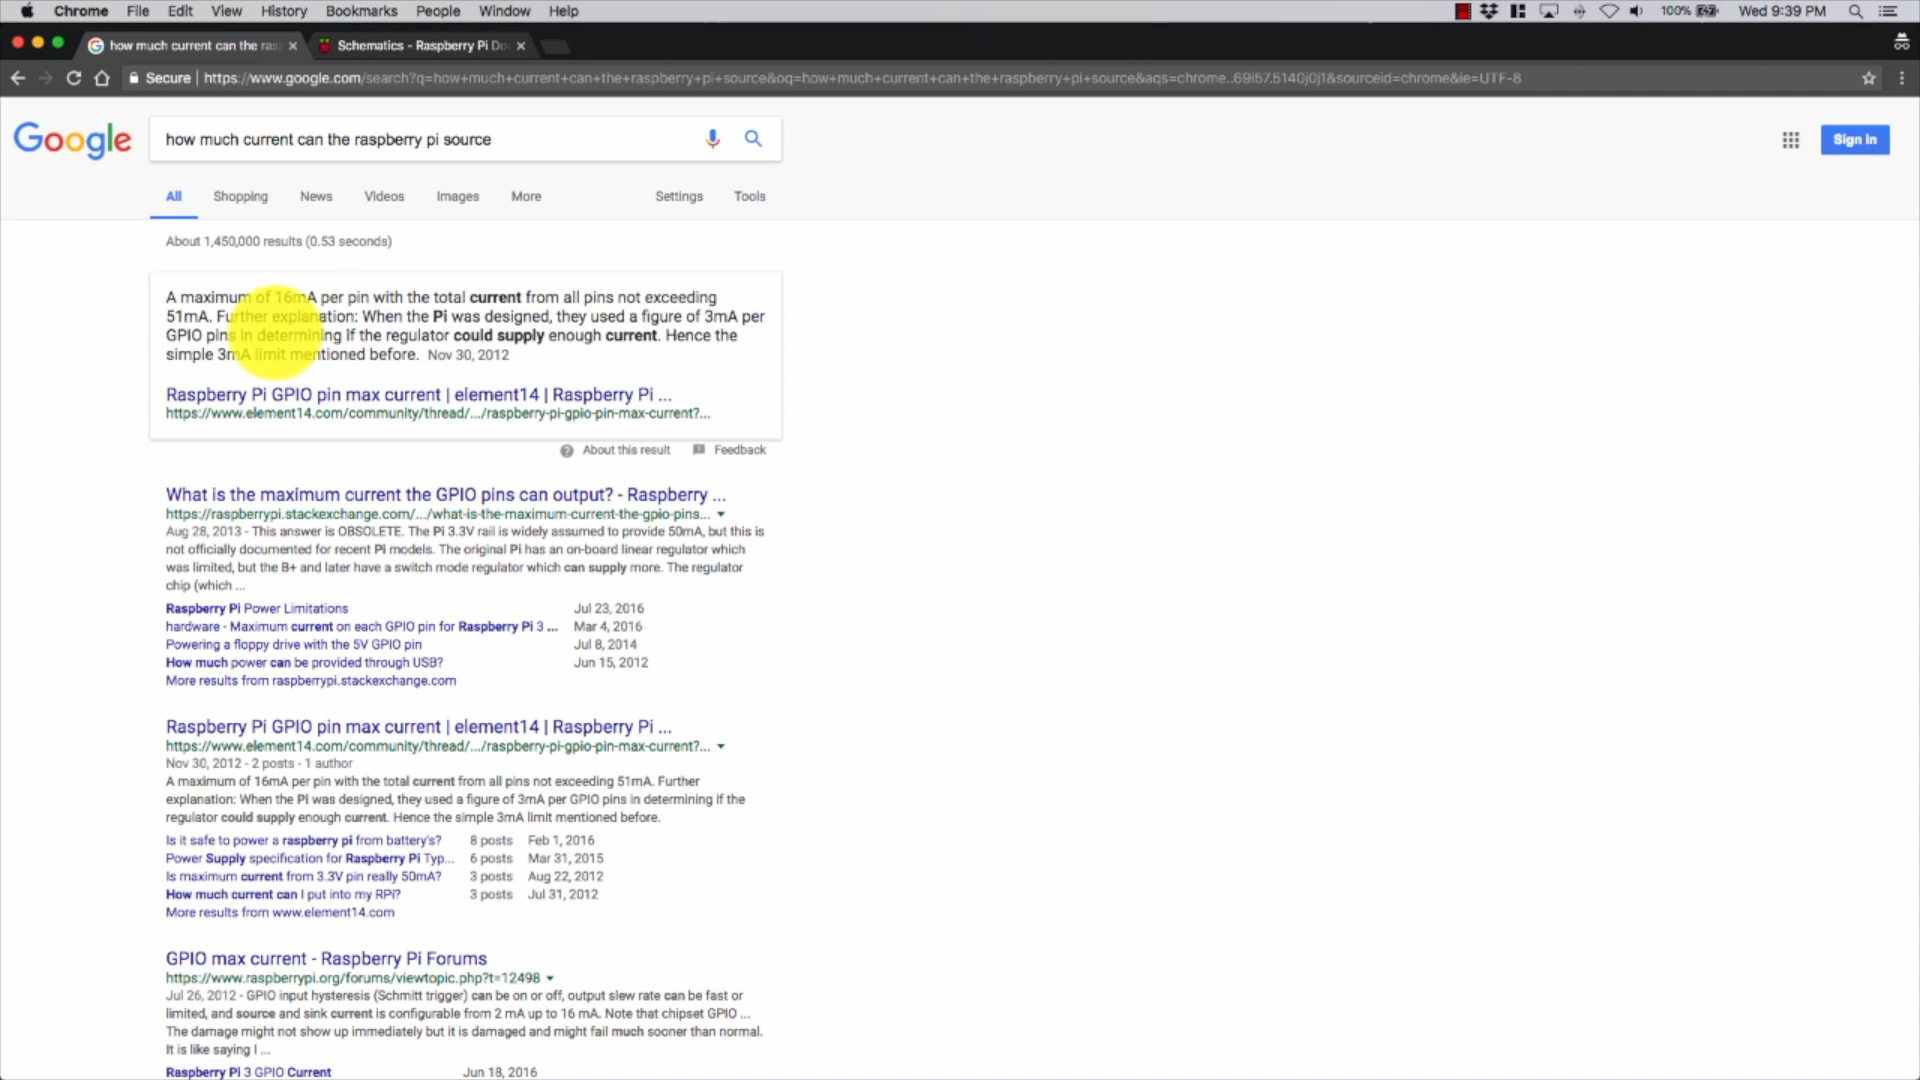 Chrome File Edit View History Bookmarks People Window Help 100% Wed 9:39 PM
how much current can the ras Schematics - Raspberry Pi Do
Secure | https://www.google.com/search?q=how+much+current+can+the+raspberry+pi+source&oq=how+much+current+can+the+raspberry+pi+source&aqs=chrome..69i57.5140j0j1&sourceid=chrome&ie=UTF-8
Google how much current can the raspberry pi source Sign in
All Shopping News Videos Images More Settings Tools
About 1,450,000 results (0.53 seconds)
A maximum of 16mA per pin with the total current from all pins not exceeding
51mA. Further explanation: When the Pi was designed, they used a figure of 3mA per
GPIO pins in determining if the regulator could supply enough current. Hence the
simple 3mA limit mentioned before. Nov 30, 2012
Raspberry Pi GPIO pin max current | element14 | Raspberry Pi ...
https://www.element14.com/community/thread/.../raspberry-pi-gpio-pin-max-current?...
About this result Feedback
What is the maximum current the GPIO pins can output? - Raspberry ...
https://raspberrypi.stackexchange.com/.../what-is-the-maximum-current-the-gpio-pins...
Aug 28, 2013 - This answer is OBSOLETE. The Pi 3.3V rail is widely assumed to provide 50mA, but this is
not officially documented for recent Pi models. The original Pi has an on-board linear regulator which
was limited, but the B+ and later have a switch mode regulator which can supply more. The regulator
chip (which ...
Raspberry Pi Power Limitations Jul 23, 2016
hardware - Maximum current on each GPIO pin for Raspberry Pi 3 ... Mar 4, 2016
Powering a floppy drive with the 5V GPIO pin Jul 8, 2014
How much power can be provided through USB? Jun 15, 2012
More results from raspberrypi.stackexchange.com
Raspberry Pi GPIO pin max current | element14 | Raspberry Pi ...
https://www.element14.com/community/thread/.../raspberry-pi-gpio-pin-max-current?...
Nov 30, 2012 - 2 posts - 1 author
A maximum of 16mA per pin with the total current from all pins not exceeding 51mA. Further
explanation: When the Pi was designed, they used a figure of 3mA per GPIO pins in determining if the
regulator could supply enough current. Hence the simple 3mA limit mentioned before.
Is it safe to power a raspberry pi from battery's? 8 posts Feb 1, 2016
Power Supply specification for Raspberry Pi Typ... 6 posts Mar 31, 2015
Is maximum current from 3.3V pin really 50mA? 3 posts Aug 22, 2012
How much current can I put into my RPi? 3 posts Jul 31, 2012
More results from www.element14.com
GPIO max current - Raspberry Pi Forums
https://www.raspberrypi.org/forums/viewtopic.php?t=12498
Jul 26, 2012 - GPIO input hysteresis (Schmitt trigger) can be on or off, output slew rate can be fast or
limited, and source and sink current is configurable from 2 mA up to 16 mA. Note that chipset GPIO ...
The damage might not show up immediately but it is damaged and might fail much sooner than normal.
It is like saying I ...
Raspberry Pi 3 GPIO Current Jun 18, 2016